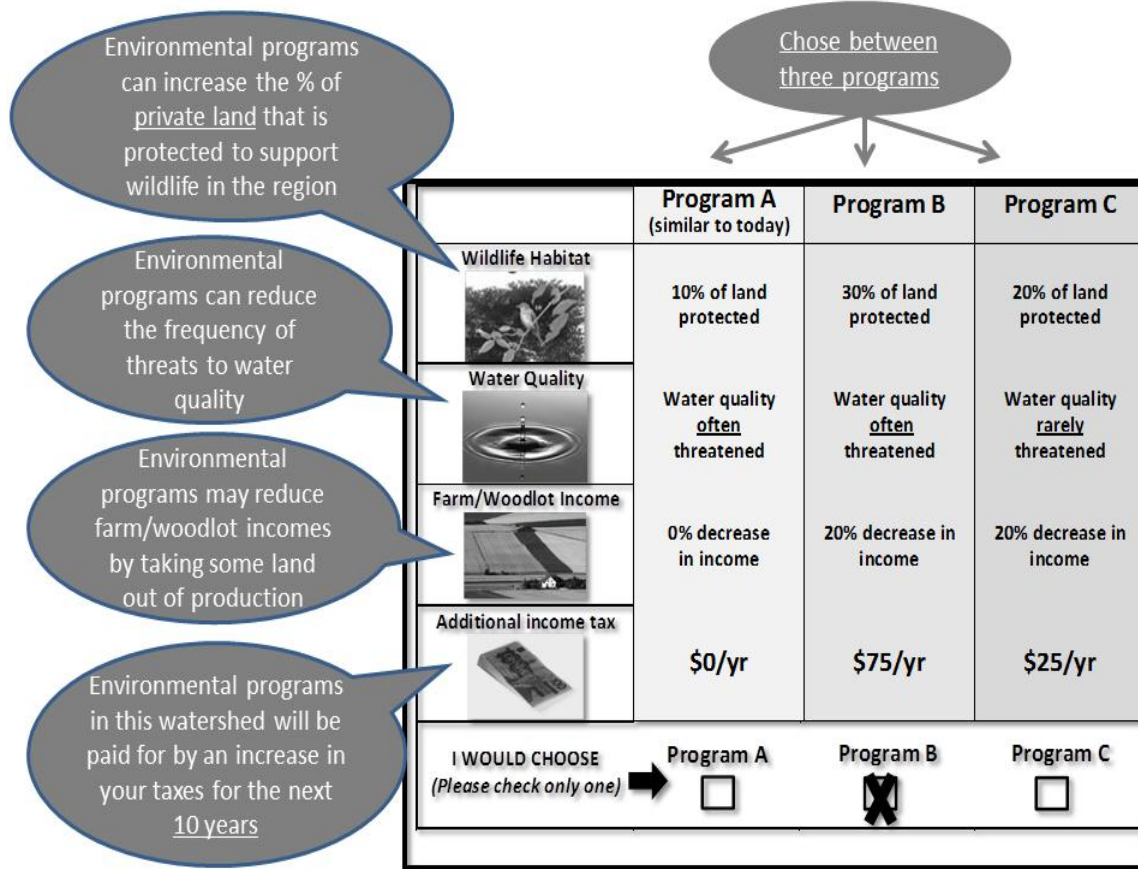 Environmental programs
can increase the % of
private land that is
protected to support
wildlife in the region
Environmental
programs can reduce
the frequency of
threats to water
quality
Environmental
programs may reduce
farm/woodlot incomes
by taking some land
out of production
Environmental programs
in this watershed will be
paid for by an increase in
your taxes for the next
10 years
Chose between
three programs
Program A
(similar to today)
Program B
Program C
Wildlife Habitat
10% of land
protected
30% of land
protected
20% of land
protected
Water Quality
Water quality
often
threatened
Water quality
often
threatened
Water quality
rarely
threatened
Farm/Woodlot Income
0% decrease
in income
20% decrease in
income
20% decrease in
income
Additional income tax
$0/yr
$75/yr
$25/yr
I WOULD CHOOSE
(Please check only one)
Program A
Program B
Program C